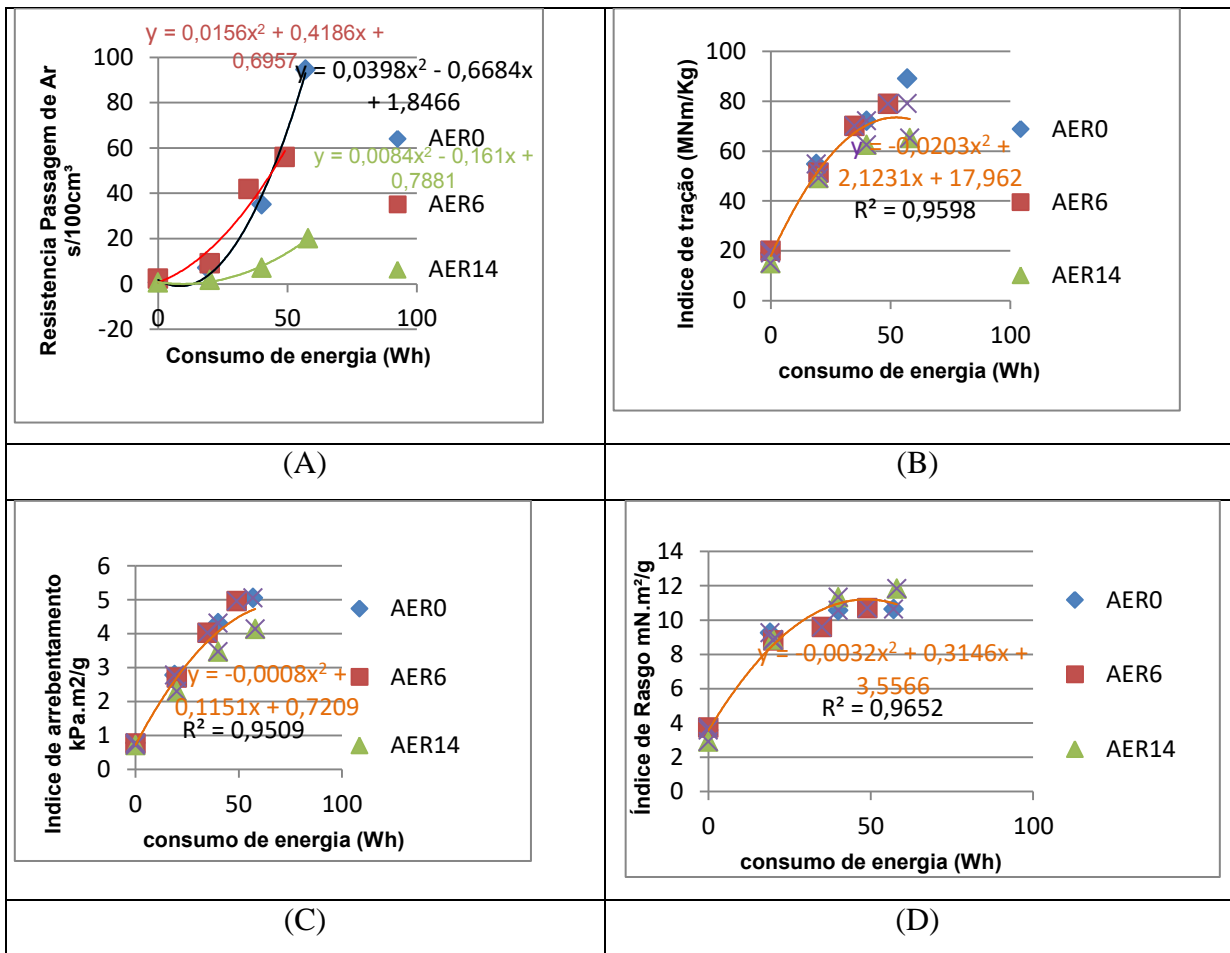 y = 0,0156x² + 0,4186x +
0,6957
y = 0,0398x² - 0,6684x
+ 1,8466
y = 0,0084x² - 0,161x +
0,7881
Resistencia Passagem de Ar
s/100cm³
100
80
60
40
20
0
-20
0
50
100
Consumo de energia (Wh)
AER0
AER6
AER14
(A)
Indice de tração (MNm/Kg)
100
80
60
40
20
0
y = -0,0203x² +
2,1231x + 17,962
R² = 0,9598
0
50
100
consumo de energia (Wh)
AER0
AER6
AER14
(B)
Indice de arrebentamento
kPa.m2/g
6
5
4
3
2
1
0
y = -0,0008x² +
0,1151x + 0,7209
R² = 0,9509
0
50
100
consumo de energia (Wh)
AER0
AER6
AER14
(C)
Índice de Rasgo mN.m²/g
14
12
10
8
6
4
2
0
y = -0,0032x² + 0,3146x +
3,5566
R² = 0,9652
0
50
100
consumo de energia (Wh)
AER0
AER6
AER14
(D)